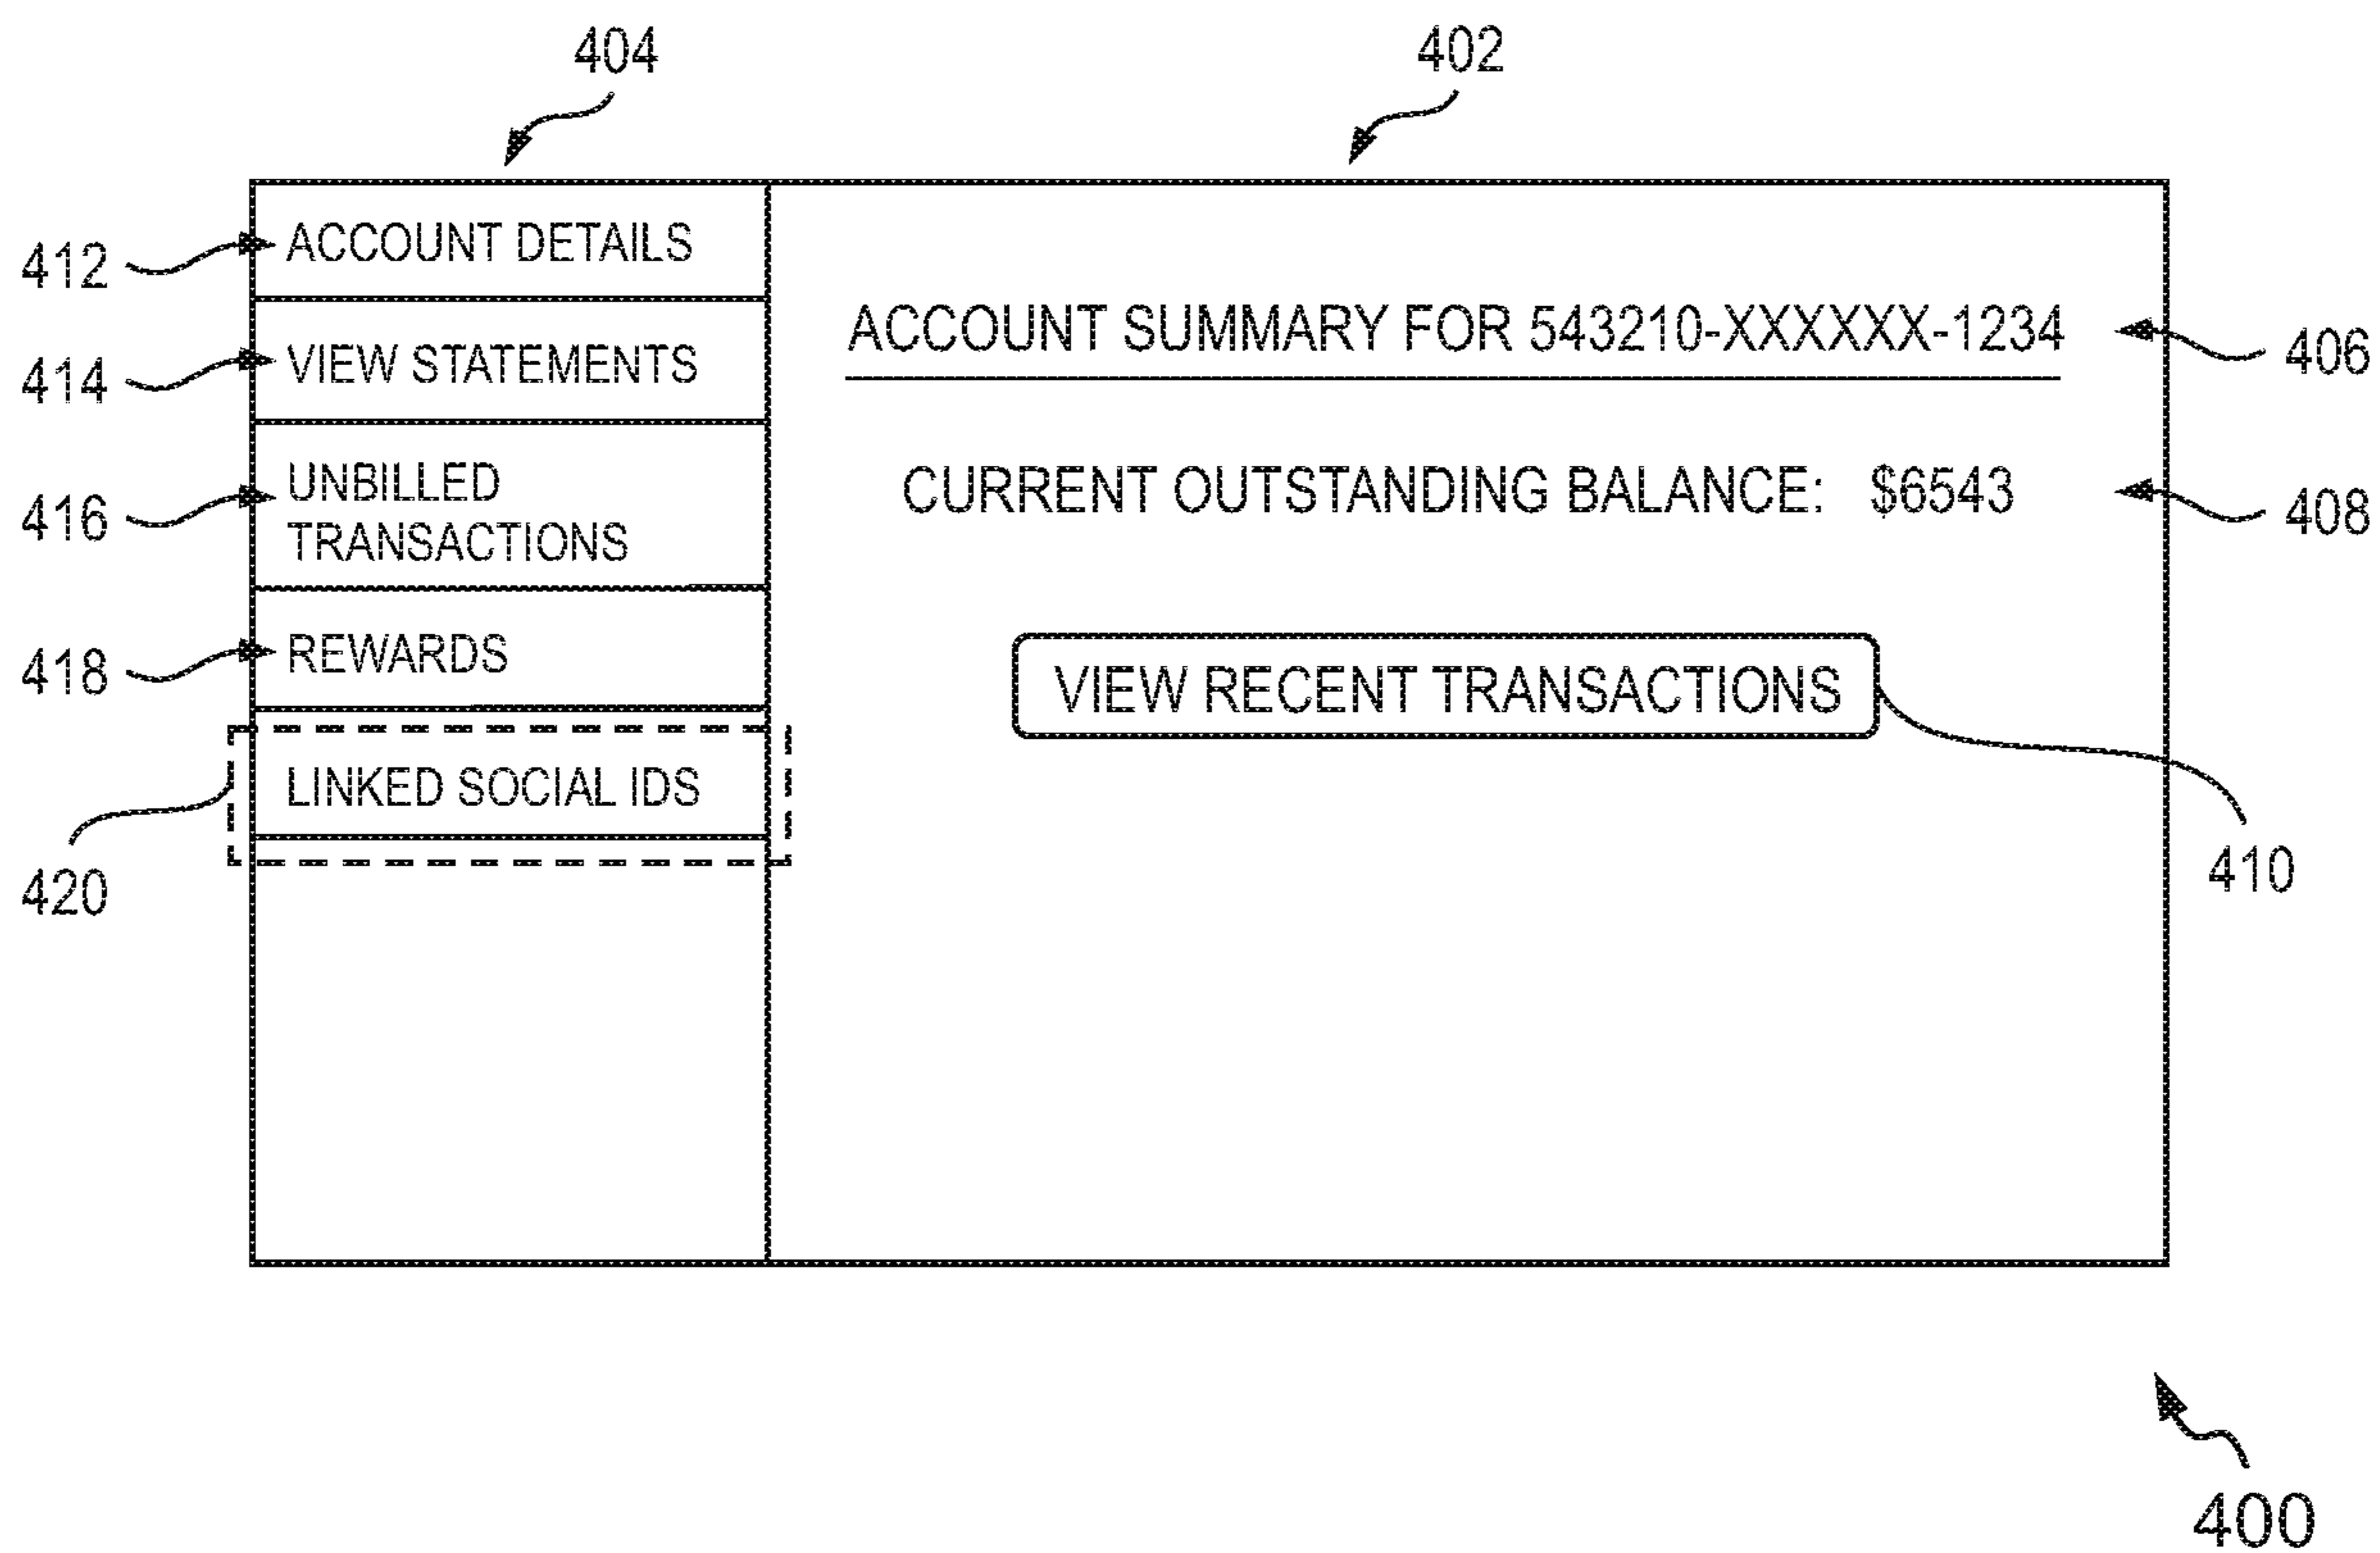 404
402
412
ACCOUNT DETAILS
414
VIEW STATEMENTS
416
UNBILLED
TRANSACTIONS
418
REWARDS
420
LINKED SOCIAL IDS
ACCOUNT SUMMARY FOR 543210-XXXXXX-1234
406
CURRENT OUTSTANDING BALANCE: $6543
408
VIEW RECENT TRANSACTIONS
410
400